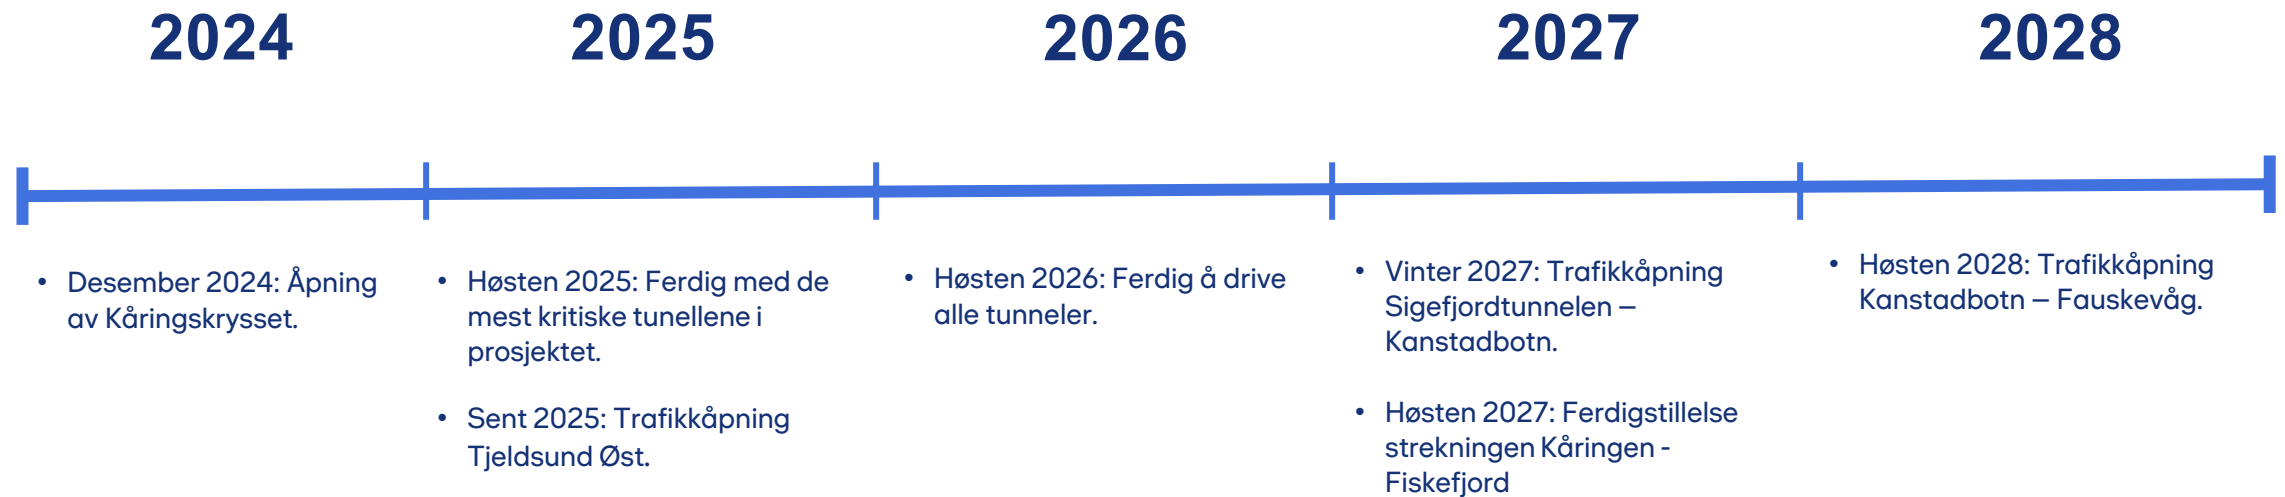 2024
2025
2026
2027
2028
• Desember 2024: Åpning
av Kåringskrysset.
• Høsten 2025: Ferdig med de
mest kritiske tunellene i
prosjektet.
• Sent 2025: Trafikkåpning
Tjeldsund Øst.
• Høsten 2026: Ferdig å drive
alle tunneler.
• Vinter 2027: Trafikkåpning
Sigefjordtunnelen –
Kanstadbotn.
• Høsten 2027: Ferdigstillelse
strekningen Kåringen -
Fiskefjord
• Høsten 2028: Trafikkåpning
Kanstadbotn – Fauskevåg.